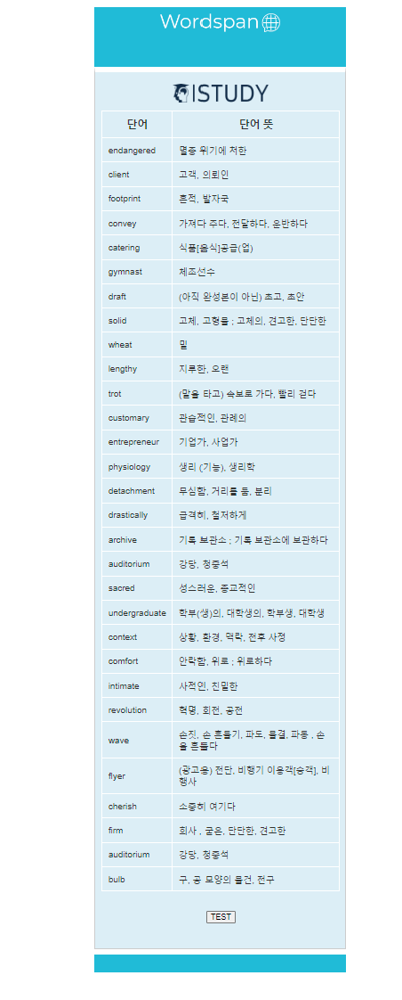 Wordspan
ISTUDY
단어 단어 뜻
endangered 멸종 위기에 처한
client 고객, 의뢰인
footprint 흔적, 발자국
convey 가져다 주다, 전달하다, 운반하다
catering 식품[음식]공급(업)
gymnast 체조선수
draft (아직 완성본이 아닌) 초고, 초안
solid 고체, 고형물 ; 고체의, 견고한, 단단한
wheat 밀
lengthy 지루한, 오랜
trot (말을 타고) 속보로 가다, 빨리 걷다
customary 관습적인, 관례의
entrepreneur 기업가, 사업가
physiology 생리 (기능), 생리학
detachment 무심함, 거리를 둠, 분리
drastically 급격히, 철저하게
archive 기록 보관소 ; 기록 보관소에 보관하다
auditorium 강당, 청중석
sacred 성스러운, 종교적인
undergraduate 학부(생)의, 대학생의, 학부생, 대학생
context 상황, 환경, 맥락, 전후 사정
comfort 안락함, 위로 ; 위로하다
intimate 사적인, 친밀한
revolution 혁명, 회전, 공전
wave 손짓, 손 흔들기, 파도, 물결, 파동 , 손
을 흔들다
flyer (광고용) 전단, 비행기 이용객[승객], 비
행사
cherish 소중히 여기다
firm 회사 , 굳은, 단단한, 견고한
auditorium 강당, 청중석
bulb 구, 공 모양의 물건, 전구
TEST